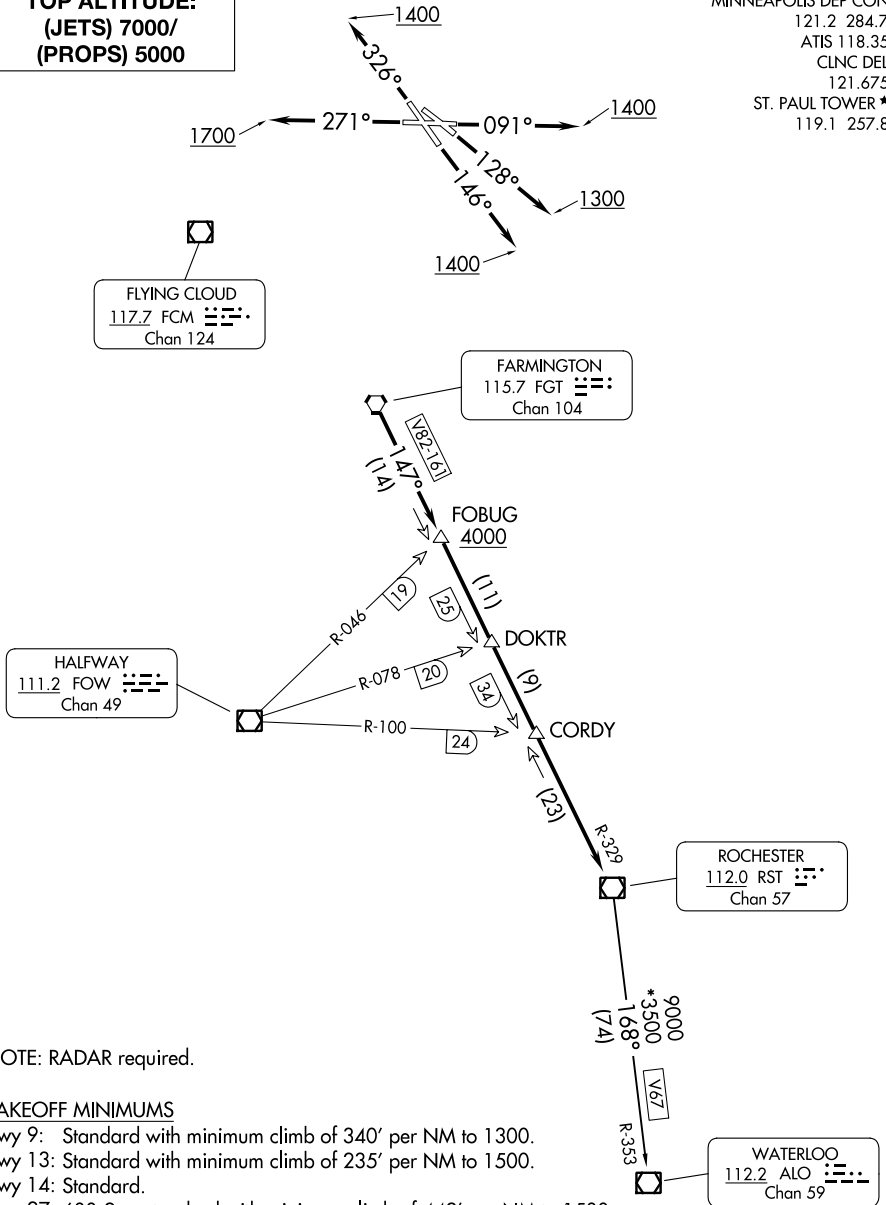 TOP ALTITUDE:
(JETS) 7000/
(PROPS) 5000
MINNEAPOLIS DEP CON
121.2 284.7
ATIS 118.35
CLNC DEL
121.675
ST. PAUL TOWER ★
119.1 257.8
1400
326°
1700
271°
091°
1400
128°
1300
146°
1400
FLYING CLOUD
117.7 FCM
Chan 124
FARMINGTON
115.7 FGT
Chan 104
V82-161
147°
(14)
FOBUG
4000
(11)
R-046
19
25
DOKTR
HALFWAY
111.2 FOW
Chan 49
R-078
20
(9)
34
R-100
24
CORDY
(23)
R-329
ROCHESTER
112.0 RST
Chan 57
9000
*3500
168°
(74)
V67
R-353
WATERLOO
112.2 ALO
Chan 59
OTE: RADAR required.
AKEOFF MINIMUMS
wy 9: Standard with minimum climb of 340' per NM to 1300.
wy 13: Standard with minimum climb of 235' per NM to 1500.
wy 14: Standard.